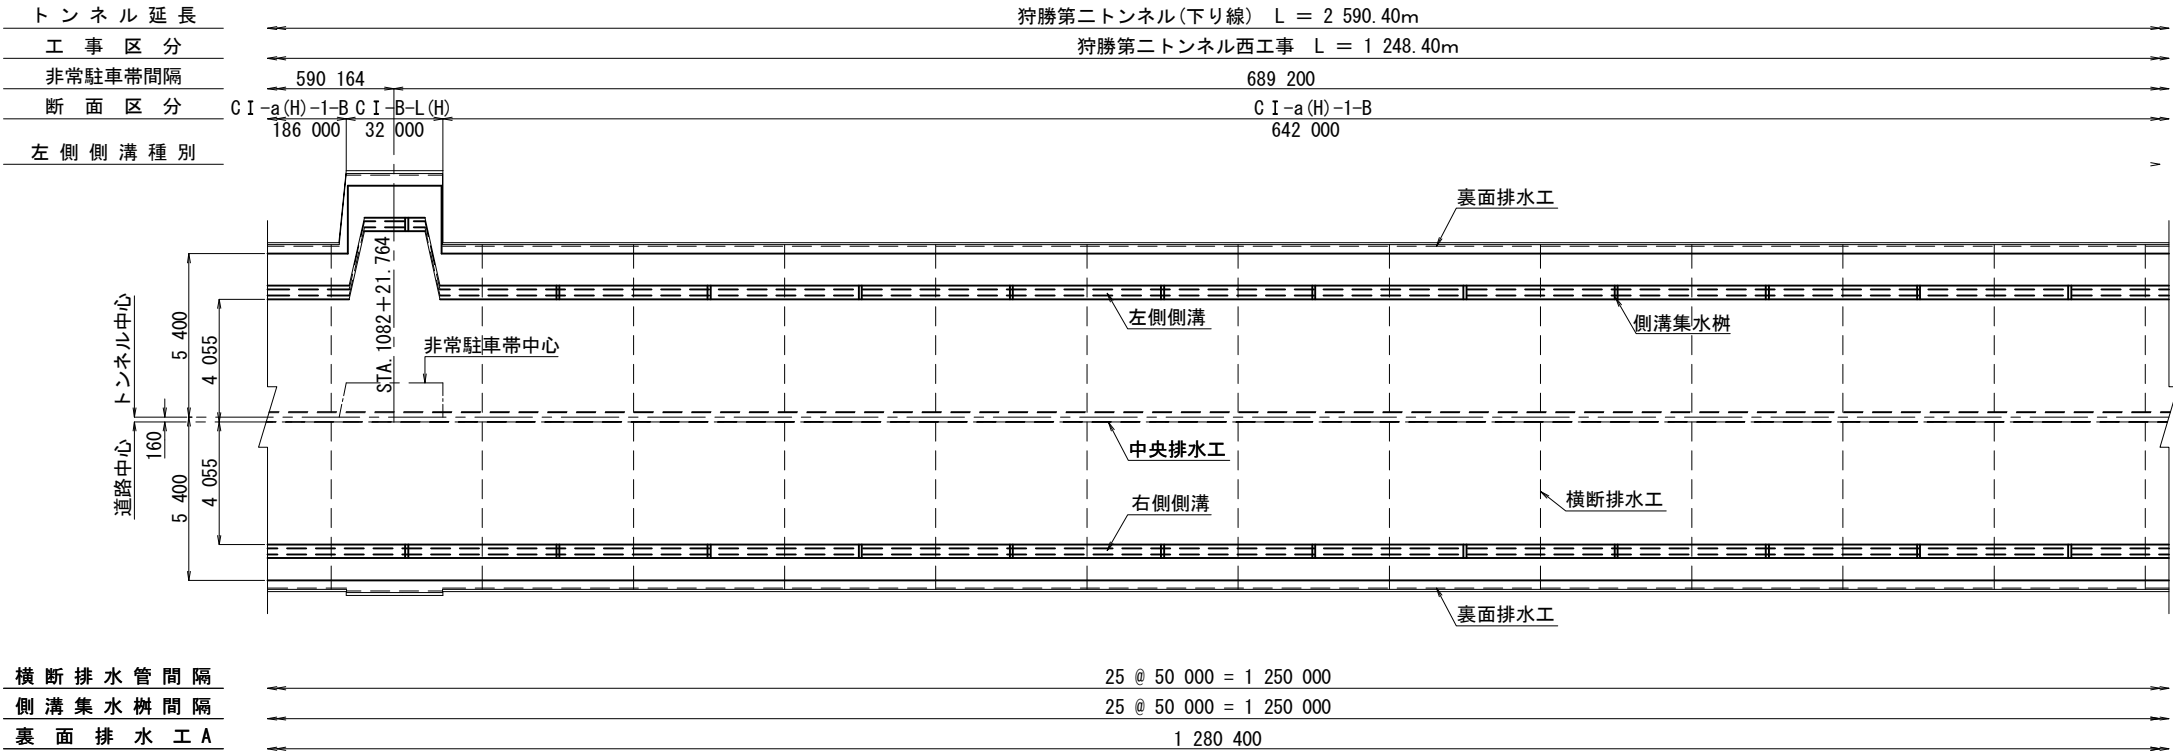 トンネル延長 狩勝第二トンネル(下り線) L = 2 590.40m
工事区分 狩勝第二トンネル西工事 L = 1 248.40m
非常駐車帯間隔 590 164 689 200
断面区分 CⅠ-a(H)-1-B CⅠ-B-L(H) CⅠ-a(H)-1-B
186 000 32 000 642 000
左側側溝種別
裏面排水工
STA.1082+21.764
左側側溝
側溝集水桝
非常駐車帯中心
トンネル中心
5 400
4 055
160
道路中心
5 400
4 055
中央排水工
右側側溝
横断排水工
裏面排水工
横断排水管間隔 25 @ 50 000 = 1 250 000
側溝集水桝間隔 25 @ 50 000 = 1 250 000
裏面排水工A 1 280 400